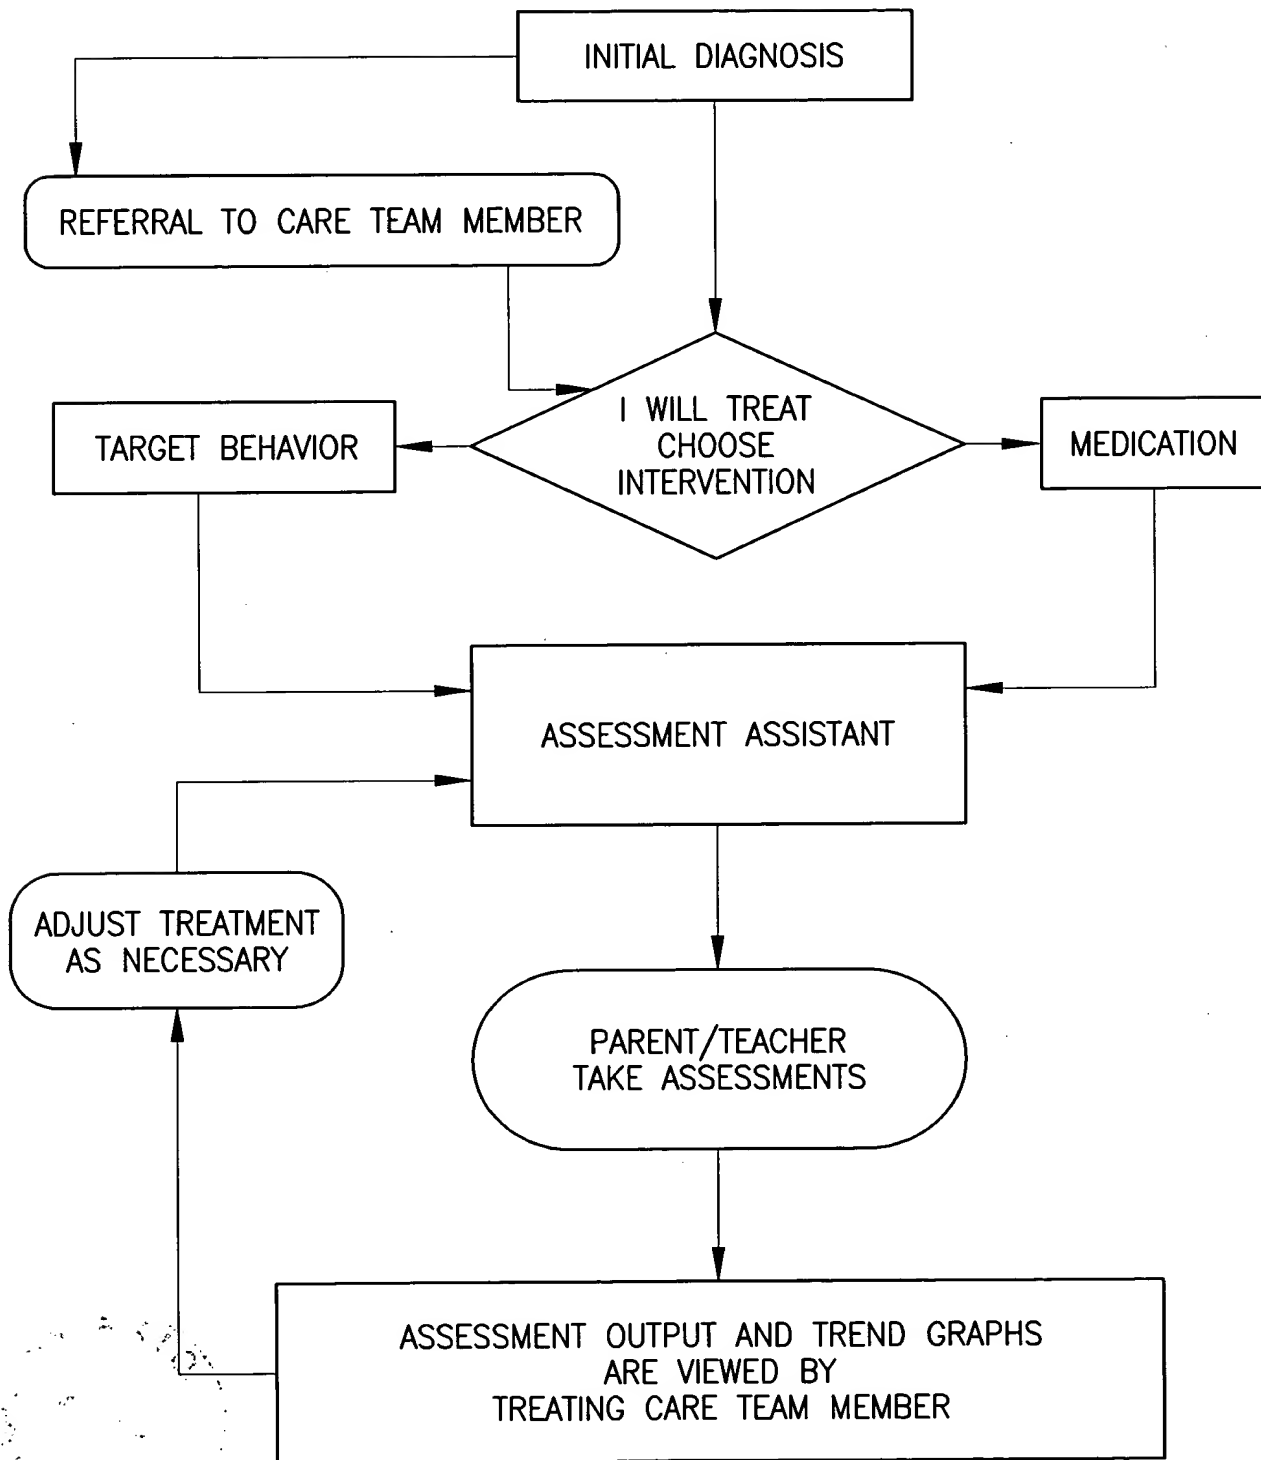 INITIAL DIAGNOSIS
REFERRAL TO CARE TEAM MEMBER
I WILL TREAT
CHOOSE
INTERVENTION
TARGET BEHAVIOR
MEDICATION
ASSESSMENT ASSISTANT
ADJUST TREATMENT
AS NECESSARY
PARENT/TEACHER
TAKE ASSESSMENTS
ASSESSMENT OUTPUT AND TREND GRAPHS
ARE VIEWED BY
TREATING CARE TEAM MEMBER